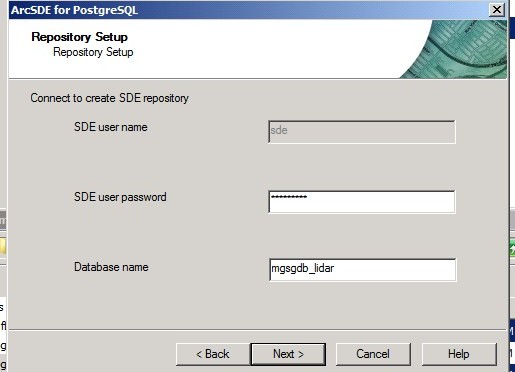 ArcSDE for PostgreSQL
Repository Setup
Repository Setup
Connect to create SDE repository
SDE user name
sde
SDE user password
*********
Database name
mgsgdb_lidar
< Back
Next >
Cancel
Help